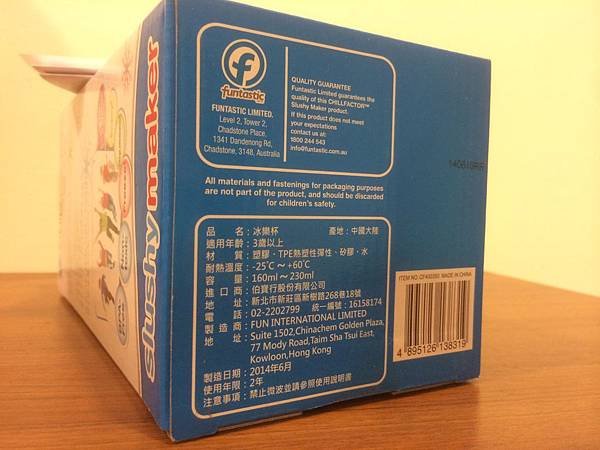 slushy maker
funtastic
FUNTASTIC LIMITED.
Level 2, Tower 2,
Chadstone Place,
1341 Dandenong Rd,
Chadstone, 3148, Australia
QUALITY GUARANTEE
Funtastic Limited guarantees the
quality of this CHILLFACTOR™
Slushy Maker product.
If this product does not meet
your expectations
contact us at:
1800 244 543
info@funtastic.com.au
All materials and fastenings for packaging purposes
are not part of the product, and should be discarded
for children's safety.
品名：冰樂杯 產地：中國大陸
適用年齡：3歲以上
材質：塑膠、TPE熱塑性彈性、矽膠、水
耐熱溫度：-25℃～+60℃
容量：160ml～230ml
進口商：伯寶行股份有限公司
地址：新北市新莊區新樹路268巷18號
電話：02-2202799 統一編號：16158174
製造商：FUN INTERNATIONAL LIMITED
地址：Suite 1502,Chinachem Golden Plaza,
77 Mody Road,Taim Sha Tsui East,
Kowloon,Hong Kong
製造日期：2014年6月
使用年限：2年
注意事項：禁止微波並請參照使用說明書
MADE IN CHINA
4 895126 138319